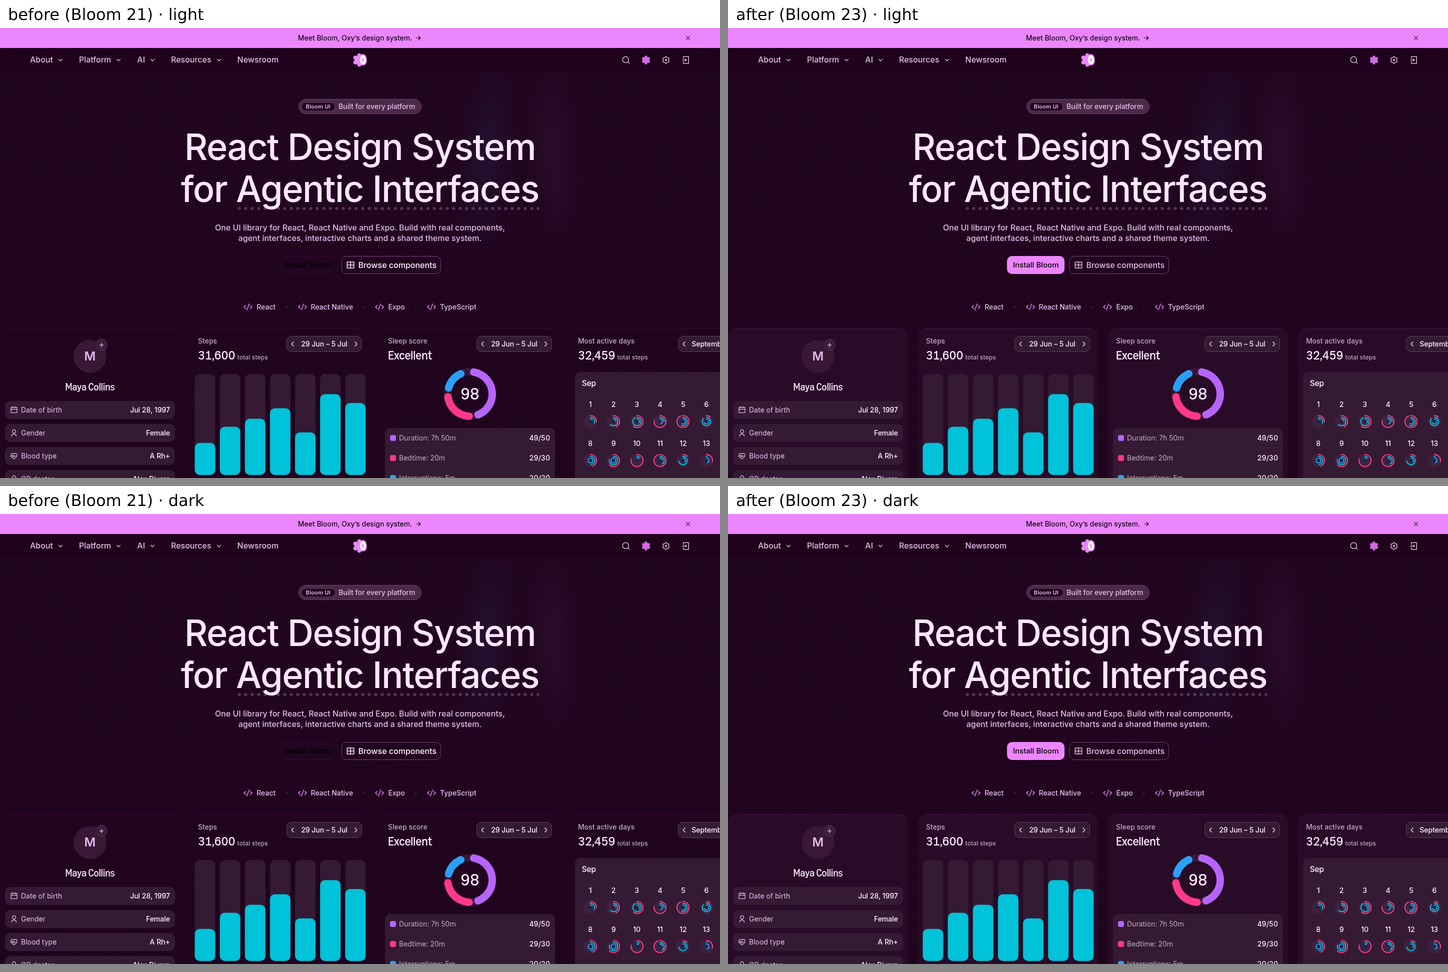 before (Bloom 21) · light
Meet Bloom, Oxy's design system. →
About Platform AI Resources Newsroom
Bloom UI Built for every platform
React Design System
for Agentic Interfaces
One UI library for React, React Native and Expo. Build with real components,
agent interfaces, interactive charts and a shared theme system.
Install Bloom Browse components
React React Native Expo TypeScript
M
Maya Collins
Date of birth Jul 28, 1997
Gender Female
Blood type A Rh+
Steps
31,600 total steps
29 Jun – 5 Jul
Sleep score
Excellent
29 Jun – 5 Jul
98
Duration: 7h 50m 49/50
Bedtime: 20m 29/30
Most active days
32,459 total steps
Septemb
Sep
1 2 3 4 5 6
8 9 10 11 12 13
after (Bloom 23) · light
Meet Bloom, Oxy's design system. →
About Platform AI Resources Newsroom
Bloom UI Built for every platform
React Design System
for Agentic Interfaces
One UI library for React, React Native and Expo. Build with real components,
agent interfaces, interactive charts and a shared theme system.
Install Bloom Browse components
React React Native Expo TypeScript
M
Maya Collins
Date of birth Jul 28, 1997
Gender Female
Blood type A Rh+
Steps
31,600 total steps
29 Jun – 5 Jul
Sleep score
Excellent
29 Jun – 5 Jul
98
Duration: 7h 50m 49/50
Bedtime: 20m 29/30
Most active days
32,459 total steps
Septemb
Sep
1 2 3 4 5 6
8 9 10 11 12 13
before (Bloom 21) · dark
Meet Bloom, Oxy's design system. →
About Platform AI Resources Newsroom
Bloom UI Built for every platform
React Design System
for Agentic Interfaces
One UI library for React, React Native and Expo. Build with real components,
agent interfaces, interactive charts and a shared theme system.
Install Bloom Browse components
React React Native Expo TypeScript
M
Maya Collins
Date of birth Jul 28, 1997
Gender Female
Blood type A Rh+
Steps
31,600 total steps
29 Jun – 5 Jul
Sleep score
Excellent
29 Jun – 5 Jul
98
Duration: 7h 50m 49/50
Bedtime: 20m 29/30
Most active days
32,459 total steps
Septemb
Sep
1 2 3 4 5 6
8 9 10 11 12 13
after (Bloom 23) · dark
Meet Bloom, Oxy's design system. →
About Platform AI Resources Newsroom
Bloom UI Built for every platform
React Design System
for Agentic Interfaces
One UI library for React, React Native and Expo. Build with real components,
agent interfaces, interactive charts and a shared theme system.
Install Bloom Browse components
React React Native Expo TypeScript
M
Maya Collins
Date of birth Jul 28, 1997
Gender Female
Blood type A Rh+
Steps
31,600 total steps
29 Jun – 5 Jul
Sleep score
Excellent
29 Jun – 5 Jul
98
Duration: 7h 50m 49/50
Bedtime: 20m 29/30
Most active days
32,459 total steps
Septemb
Sep
1 2 3 4 5 6
8 9 10 11 12 13